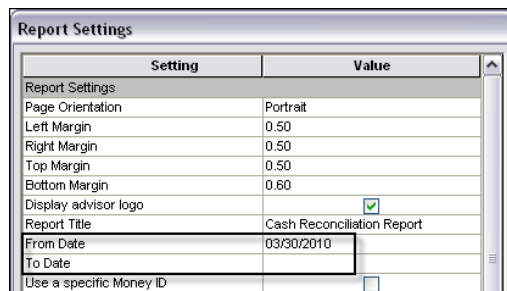 Report Settings
Setting Value
Report Settings
Page Orientation Portrait
Left Margin 0.50
Right Margin 0.50
Top Margin 0.50
Bottom Margin 0.60
Display advisor logo
Report Title Cash Reconciliation Report
From Date 03/30/2010
To Date
Use a specific Money ID